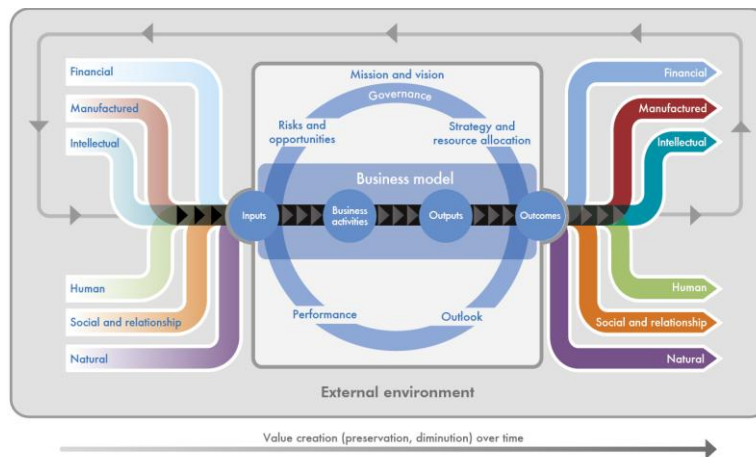 Financial
Manufactured
Intellectual
Human
Social and relationship
Natural
Mission and vision
Governance
Risks and
opportunities
Strategy and
resource allocation
Business model
Inputs
Business
activities
Outputs
Outcomes
Performance
Outlook
Financial
Manufactured
Intellectual
Human
Social and relationship
Natural
External environment
Value creation (preservation, diminution) over time